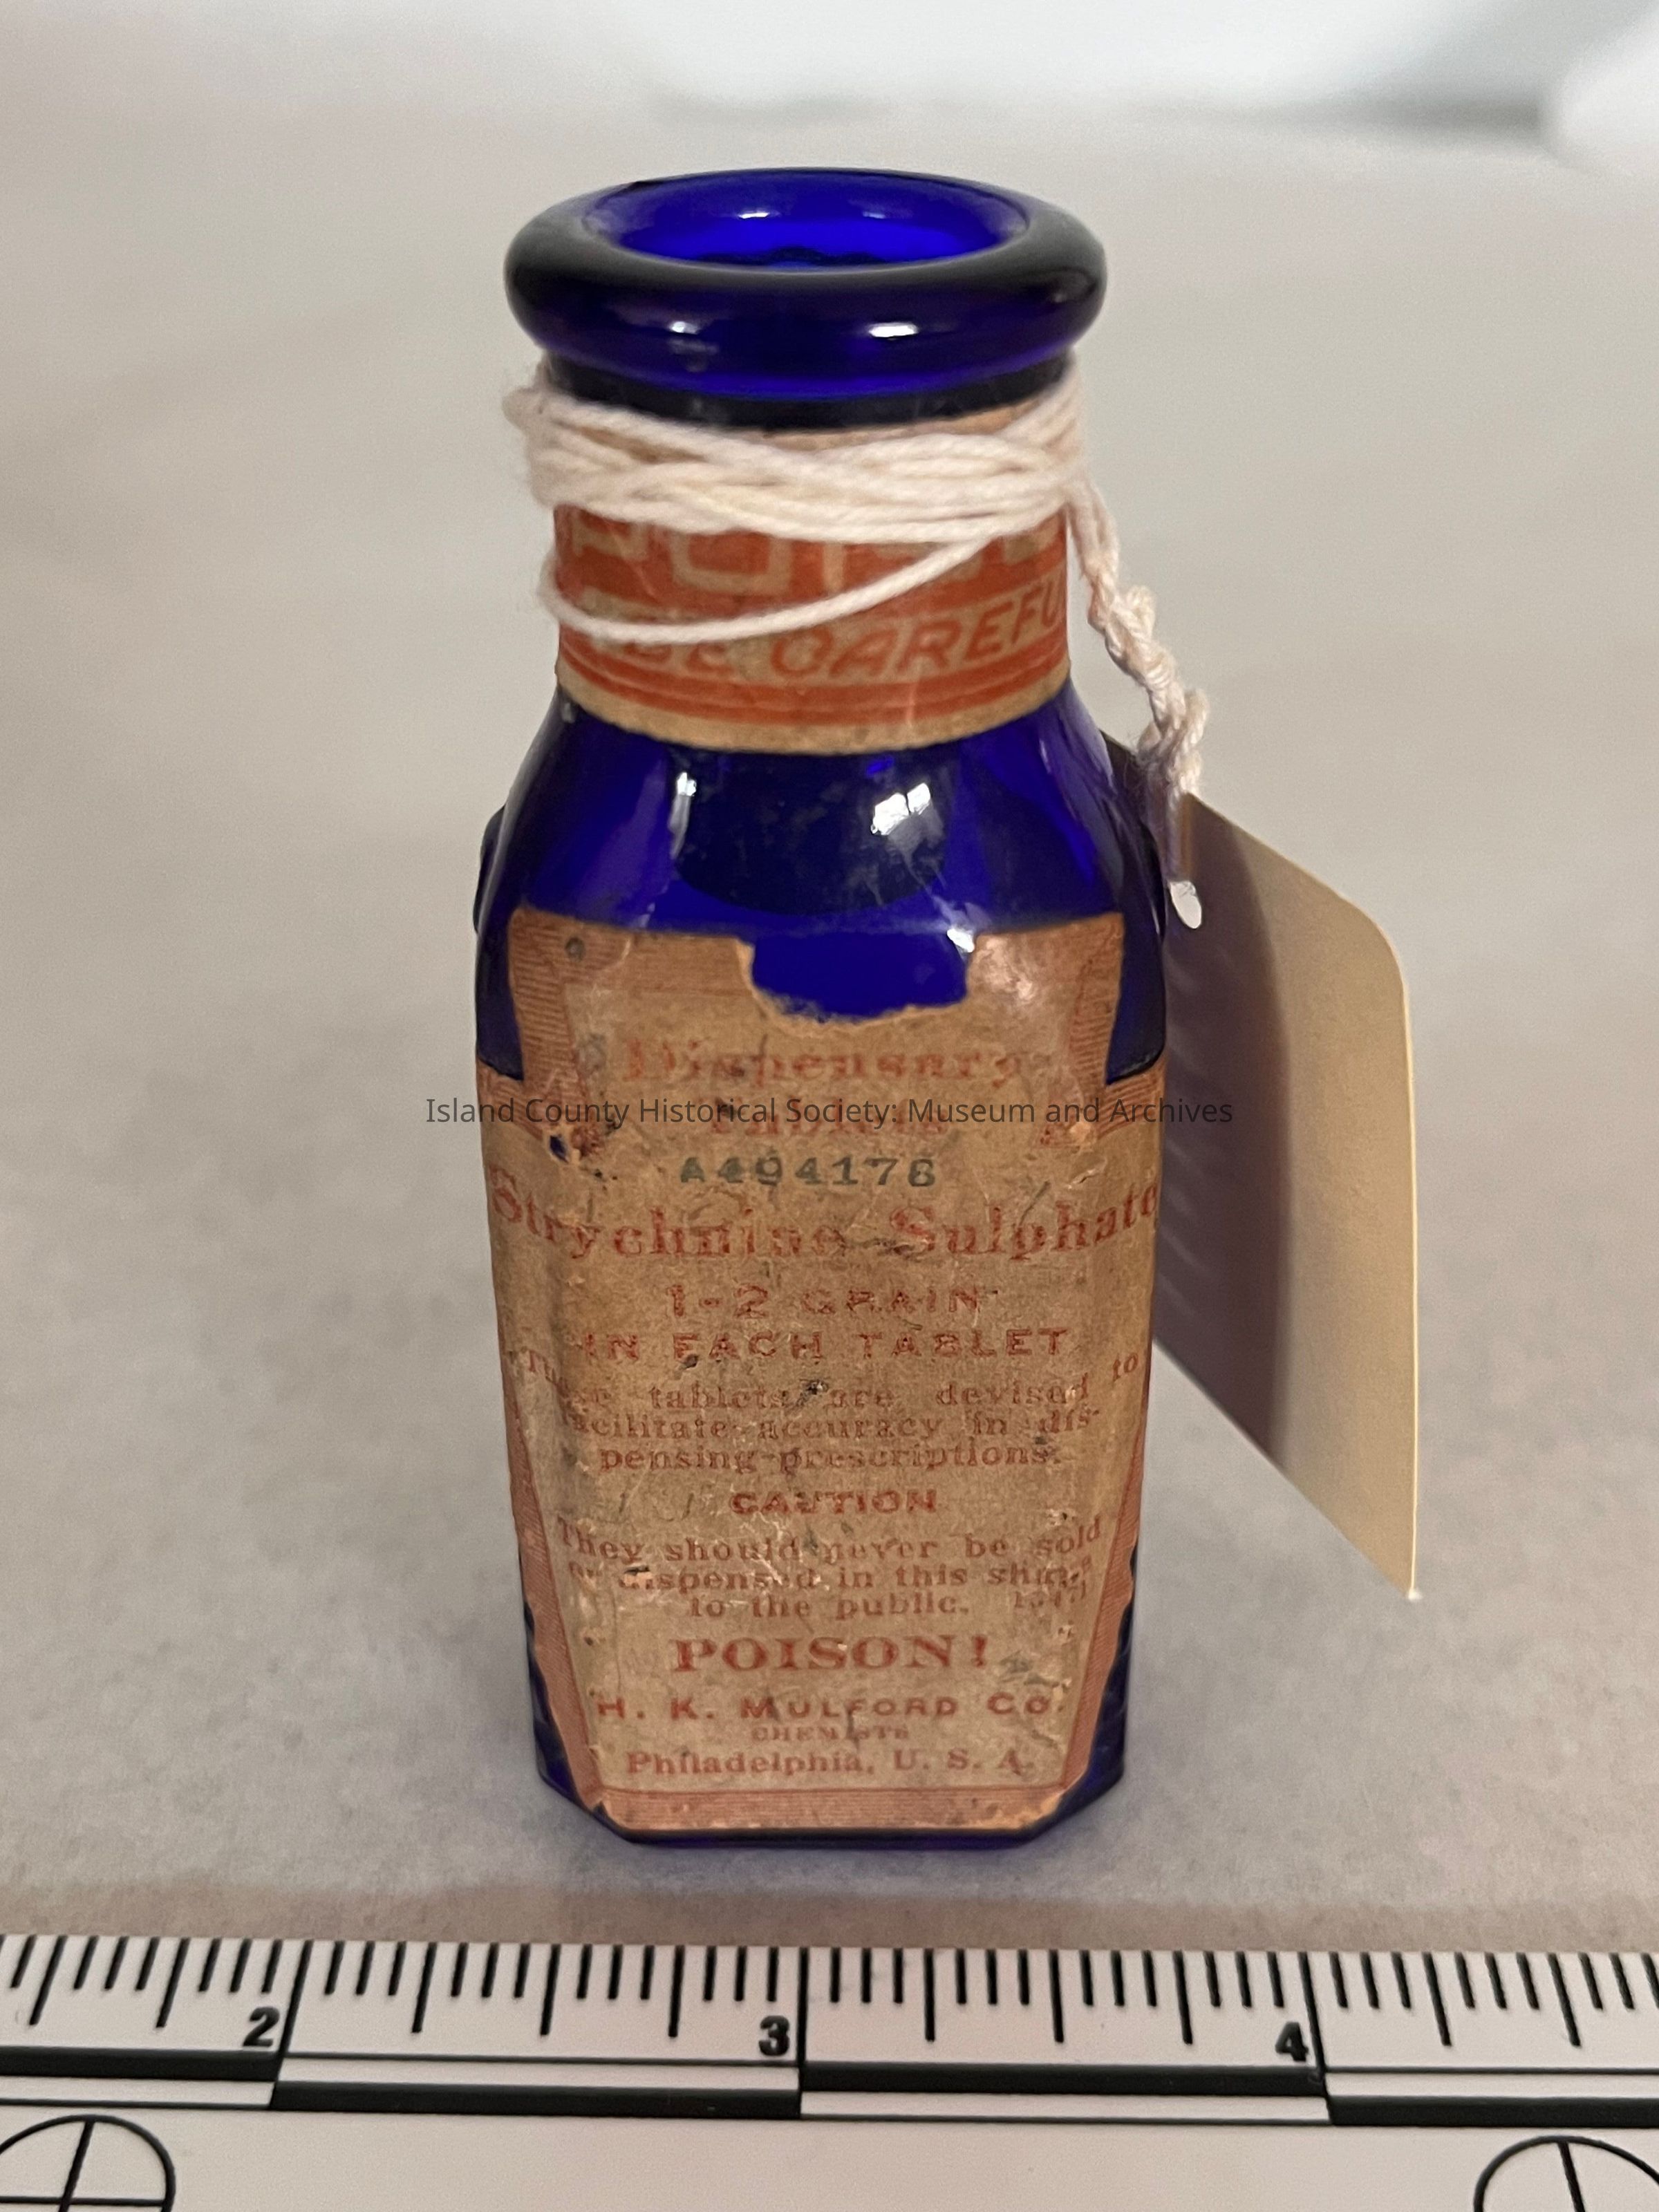 BE CAREFU
Dispensary
Island County Historical Society: Museum and Archives
A494178
Strychnine Sulphate
1-2 GRAIN
IN EACH TABLET
These tablets are devised to
facilitate accuracy in dis-
pensing prescriptions.
CAUTION
They should never be sold
or dispensed in this
to the public.
POISON!
H. K. MULFORD CO.
CHEMISTS
Philadelphia, U. S. A.
2 3 4